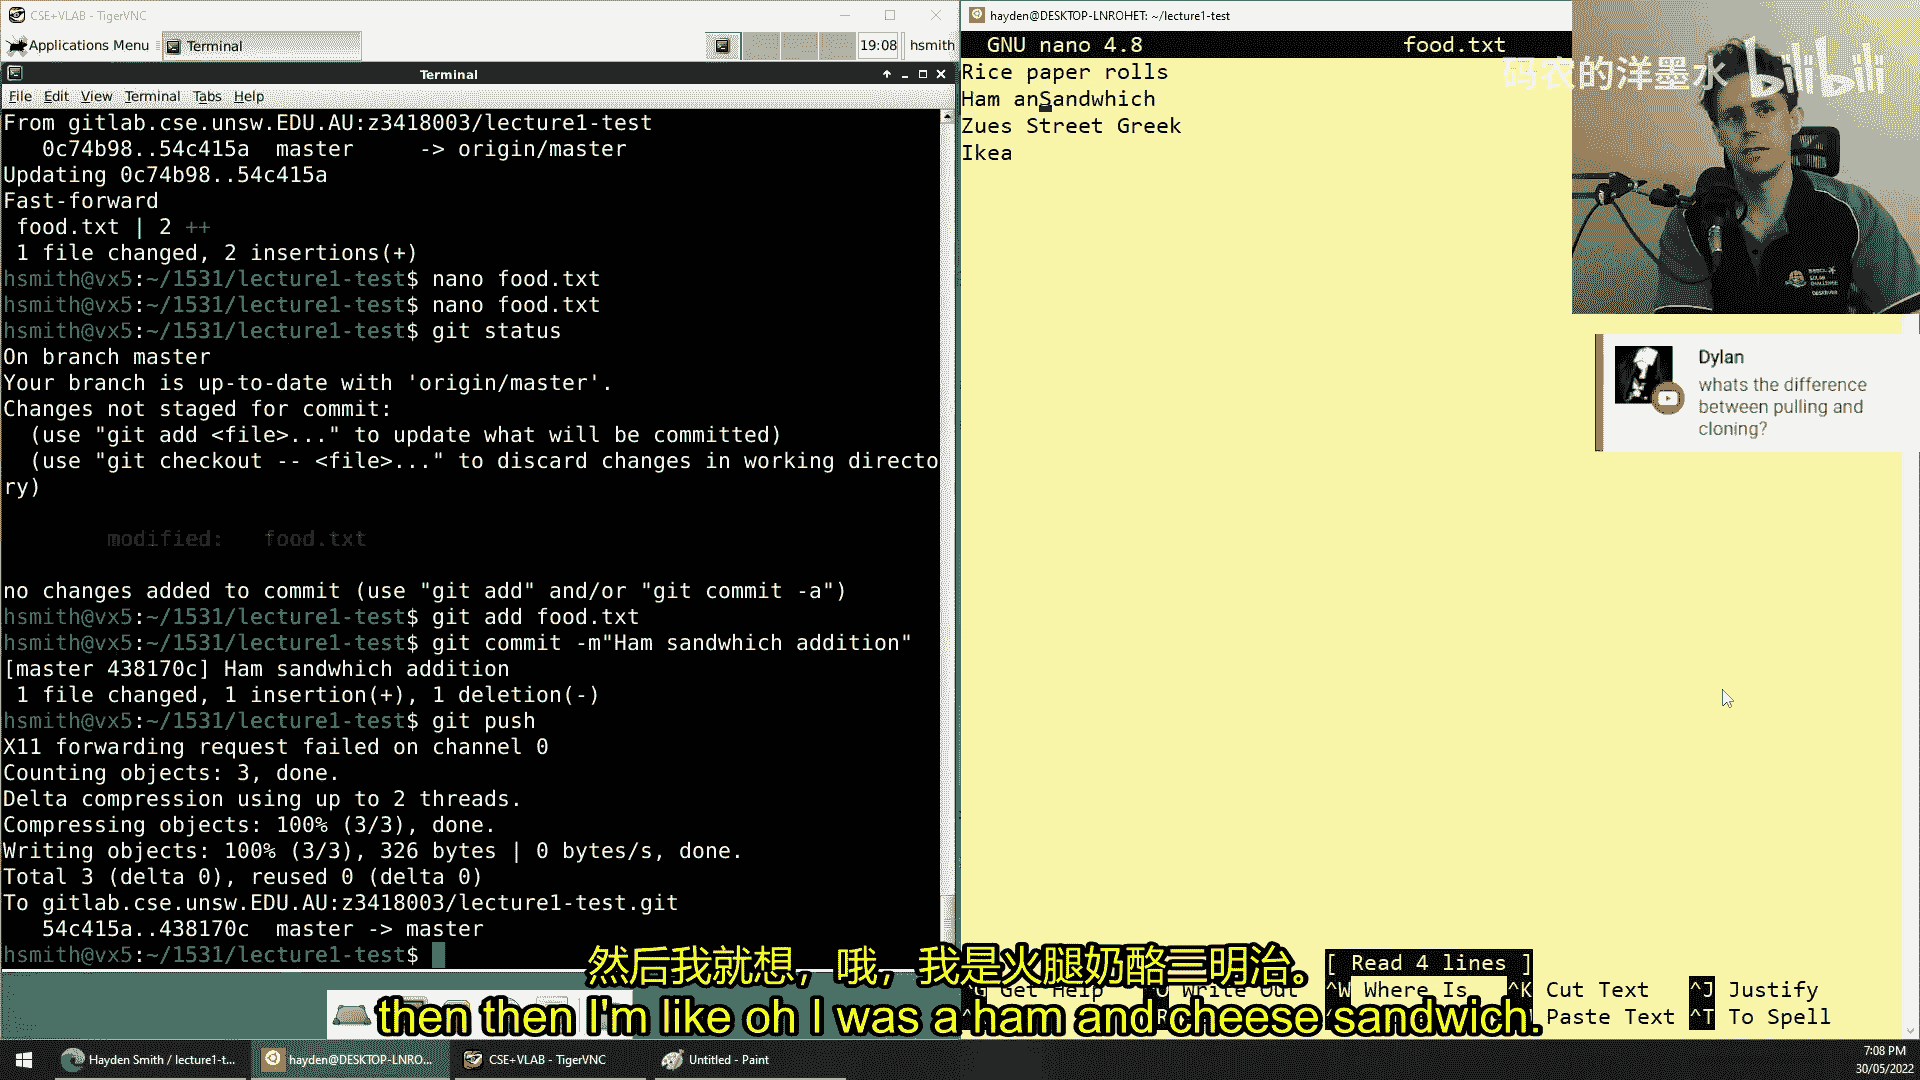 CSE+VLAB - TigerVNC
Applications Menu
Terminal
19:08
hsmith
Terminal
File Edit View Terminal Tabs Help
From gitlab.cse.unsw.EDU.AU:z3418003/lecture1-test
0c74b98..54c415a master -> origin/master
Updating 0c74b98..54c415a
Fast-forward
food.txt | 2 ++
1 file changed, 2 insertions(+)
hsmith@vx5:~/1531/lecture1-test$ nano food.txt
hsmith@vx5:~/1531/lecture1-test$ nano food.txt
hsmith@vx5:~/1531/lecture1-test$ git status
On branch master
Your branch is up-to-date with 'origin/master'.
Changes not staged for commit:
(use "git add <file>..." to update what will be committed)
(use "git checkout -- <file>..." to discard changes in working directo
ry)
modified: food.txt
no changes added to commit (use "git add" and/or "git commit -a")
hsmith@vx5:~/1531/lecture1-test$ git add food.txt
hsmith@vx5:~/1531/lecture1-test$ git commit -m"Ham sandwhich addition"
[master 438170c] Ham sandwhich addition
1 file changed, 1 insertion(+), 1 deletion(-)
hsmith@vx5:~/1531/lecture1-test$ git push
X11 forwarding request failed on channel 0
Counting objects: 3, done.
Delta compression using up to 2 threads.
Compressing objects: 100% (3/3), done.
Writing objects: 100% (3/3), 326 bytes | 0 bytes/s, done.
Total 3 (delta 0), reused 0 (delta 0)
To gitlab.cse.unsw.EDU.AU:z3418003/lecture1-test.git
54c415a..438170c master -> master
hsmith@vx5:~/1531/lecture1-test$
hayden@DESKTOP-LNROHET: ~/lecture1-test
GNU nano 4.8 food.txt
Rice paper rolls
Ham anSandwhich
Zues Street Greek
Ikea
码农的洋墨水 bilibili
Dylan
whats the difference
between pulling and
cloning?
[ Read 4 lines ]
^G Get Help ^O Write Out ^W Where Is ^K Cut Text ^J Justify
Paste Text ^T To Spell
然后我就想，哦，我是火腿奶酪三明治。
then then I'm like oh I was a ham and cheese sandwich.
Hayden Smith / lecture1-t...
hayden@DESKTOP-LNRO...
CSE+VLAB - TigerVNC
Untitled - Paint
7:08 PM
30/05/2022